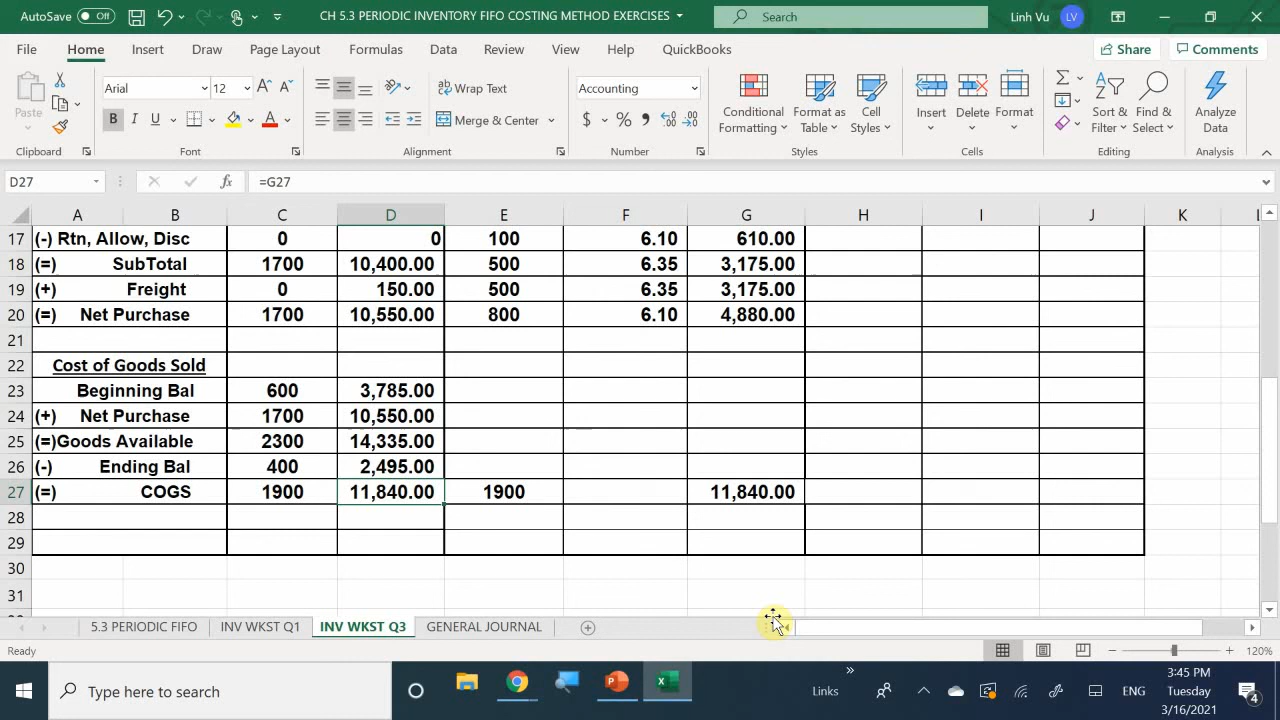 AutoSave Off CH 5.3 PERIODIC INVENTORY FIFO COSTING METHOD EXERCISES Search Linh Vu LV
File Home Insert Draw Page Layout Formulas Data Review View Help QuickBooks Share Comments
Paste Arial 12 A A ab Wrap Text Accounting Conditional Formatting Format as Table Cell Styles Insert Delete Format Sort & Filter Find & Select Analyze Data
B I U A Merge & Center $ % ,
Clipboard Font Alignment Number Styles Cells Editing Analysis
D27 fx =G27
A B C D E F G H I J K
17 (-) Rtn, Allow, Disc 0 0 100 6.10 610.00
18 (=) SubTotal 1700 10,400.00 500 6.35 3,175.00
19 (+) Freight 0 150.00 500 6.35 3,175.00
20 (=) Net Purchase 1700 10,550.00 800 6.10 4,880.00
21
22 Cost of Goods Sold
23 Beginning Bal 600 3,785.00
24 (+) Net Purchase 1700 10,550.00
25 (=)Goods Available 2300 14,335.00
26 (-) Ending Bal 400 2,495.00
27 (=) COGS 1900 11,840.00 1900 11,840.00
28
29
30
31
5.3 PERIODIC FIFO INV WKST Q1 INV WKST Q3 GENERAL JOURNAL
Ready 120%
Type here to search Links ENG 3:45 PM
Tuesday 4
3/16/2021